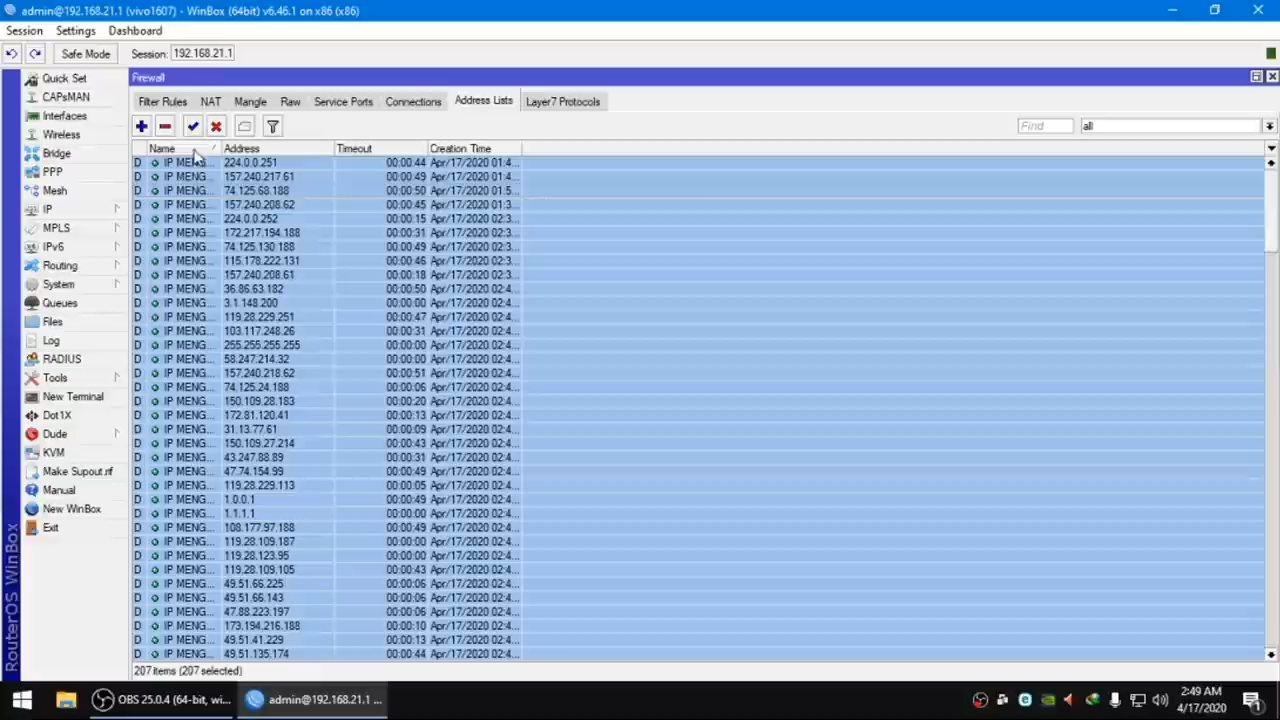 admin@192.168.21.1 (vivo1607) - WinBox (64bit) v6.46.1 on x86 (x86)
Session Settings Dashboard
Safe Mode Session: 192.168.21.1
Quick Set
CAPsMAN
Interfaces
Wireless
Bridge
PPP
Mesh
IP
MPLS
IPv6
Routing
System
Queues
Files
Log
RADIUS
Tools
New Terminal
Dot1X
Dude
KVM
Make Supout.rif
Manual
New WinBox
Exit
RouterOS WinBox
Firewall
Filter Rules NAT Mangle Raw Service Ports Connections Address Lists Layer7 Protocols
Find all
Name Address Timeout Creation Time
D IP MENG... 224.0.0.251 00:00:44 Apr/17/2020 01:4...
D IP MENG... 157.240.217.61 00:00:49 Apr/17/2020 01:4...
D IP MENG... 74.125.68.188 00:00:50 Apr/17/2020 01:5...
D IP MENG... 157.240.208.62 00:00:45 Apr/17/2020 01:3...
D IP MENG... 224.0.0.252 00:00:15 Apr/17/2020 02:3...
D IP MENG... 172.217.194.188 00:00:31 Apr/17/2020 02:3...
D IP MENG... 74.125.130.188 00:00:49 Apr/17/2020 02:3...
D IP MENG... 115.178.222.131 00:00:46 Apr/17/2020 02:3...
D IP MENG... 157.240.208.61 00:00:18 Apr/17/2020 02:3...
D IP MENG... 36.86.63.182 00:00:50 Apr/17/2020 02:4...
D IP MENG... 3.1.148.200 00:00:00 Apr/17/2020 02:4...
D IP MENG... 119.28.229.251 00:00:47 Apr/17/2020 02:4...
D IP MENG... 103.117.248.26 00:00:31 Apr/17/2020 02:4...
D IP MENG... 255.255.255.255 00:00:00 Apr/17/2020 02:4...
D IP MENG... 58.247.214.32 00:00:00 Apr/17/2020 02:4...
D IP MENG... 157.240.218.62 00:00:51 Apr/17/2020 02:4...
D IP MENG... 74.125.24.188 00:00:06 Apr/17/2020 02:4...
D IP MENG... 150.109.28.183 00:00:20 Apr/17/2020 02:4...
D IP MENG... 172.81.120.41 00:00:13 Apr/17/2020 02:4...
D IP MENG... 31.13.77.61 00:00:09 Apr/17/2020 02:4...
D IP MENG... 150.109.27.214 00:00:43 Apr/17/2020 02:4...
D IP MENG... 43.247.88.89 00:00:31 Apr/17/2020 02:4...
D IP MENG... 47.74.154.99 00:00:49 Apr/17/2020 02:4...
D IP MENG... 119.28.229.113 00:00:05 Apr/17/2020 02:4...
D IP MENG... 1.0.0.1 00:00:49 Apr/17/2020 02:4...
D IP MENG... 1.1.1.1 00:00:00 Apr/17/2020 02:4...
D IP MENG... 108.177.97.188 00:00:49 Apr/17/2020 02:4...
D IP MENG... 119.28.109.187 00:00:00 Apr/17/2020 02:4...
D IP MENG... 119.28.123.95 00:00:00 Apr/17/2020 02:4...
D IP MENG... 119.28.109.105 00:00:43 Apr/17/2020 02:4...
D IP MENG... 49.51.66.225 00:00:06 Apr/17/2020 02:4...
D IP MENG... 49.51.66.143 00:00:06 Apr/17/2020 02:4...
D IP MENG... 47.88.223.197 00:00:06 Apr/17/2020 02:4...
D IP MENG... 173.194.216.188 00:00:10 Apr/17/2020 02:4...
D IP MENG... 49.51.41.229 00:00:13 Apr/17/2020 02:4...
D IP MENG... 49.51.135.174 00:00:44 Apr/17/2020 02:4...
207 items (207 selected)
OBS 25.0.4 (64-bit, wi... admin@192.168.21.1 ...
2:49 AM
4/17/2020
1